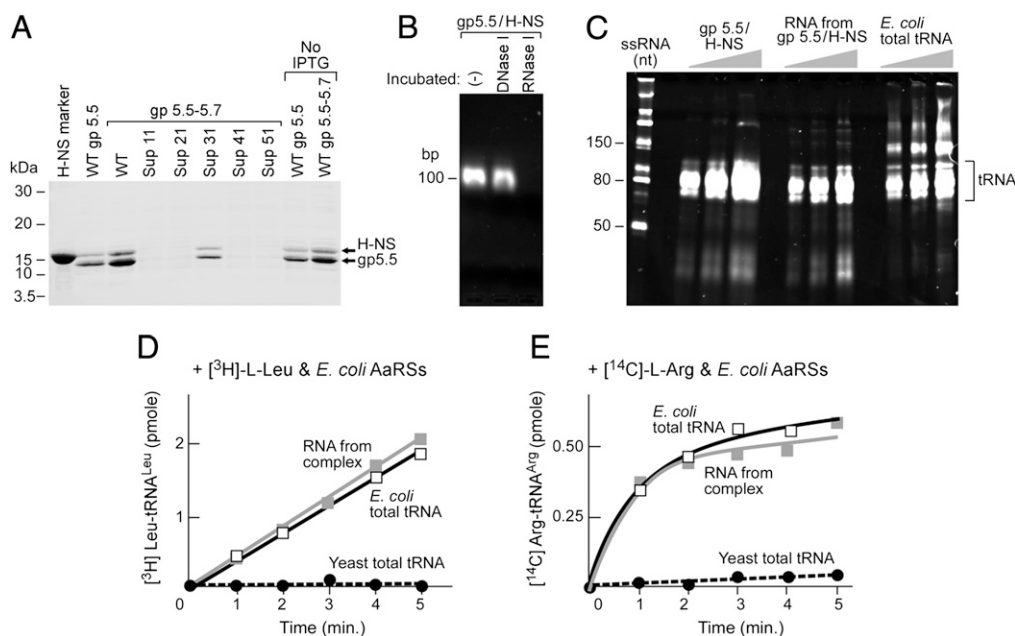 A
No
IPTG
gp 5.5-5.7
H-NS marker
WT gp 5.5
WT
Sup 11
Sup 21
Sup 31
Sup 41
Sup 51
WT gp 5.5
WT gp 5.5-5.7
kDa
30
20
15
10
3.5
H-NS
gp5.5
B
gp5.5/H-NS
Incubated:
(-)
DNase I
RNase I
bp
100
C
ssRNA
(nt)
gp 5.5/
H-NS
RNA from
gp 5.5/H-NS
E. coli
total tRNA
150
80
50
tRNA
D
+ [³H]-L-Leu & E. coli AaRSs
[³H] Leu-tRNA^Leu (pmole)
2
1
0
RNA from
complex
E. coli
total tRNA
Yeast total tRNA
1 2 3 4 5
Time (min.)
E
+ [¹⁴C]-L-Arg & E. coli AaRSs
[¹⁴C] Arg-tRNA^Arg (pmole)
0.50
0.25
0
E. coli
total tRNA
RNA from
complex
Yeast total tRNA
1 2 3 4 5
Time (min.)